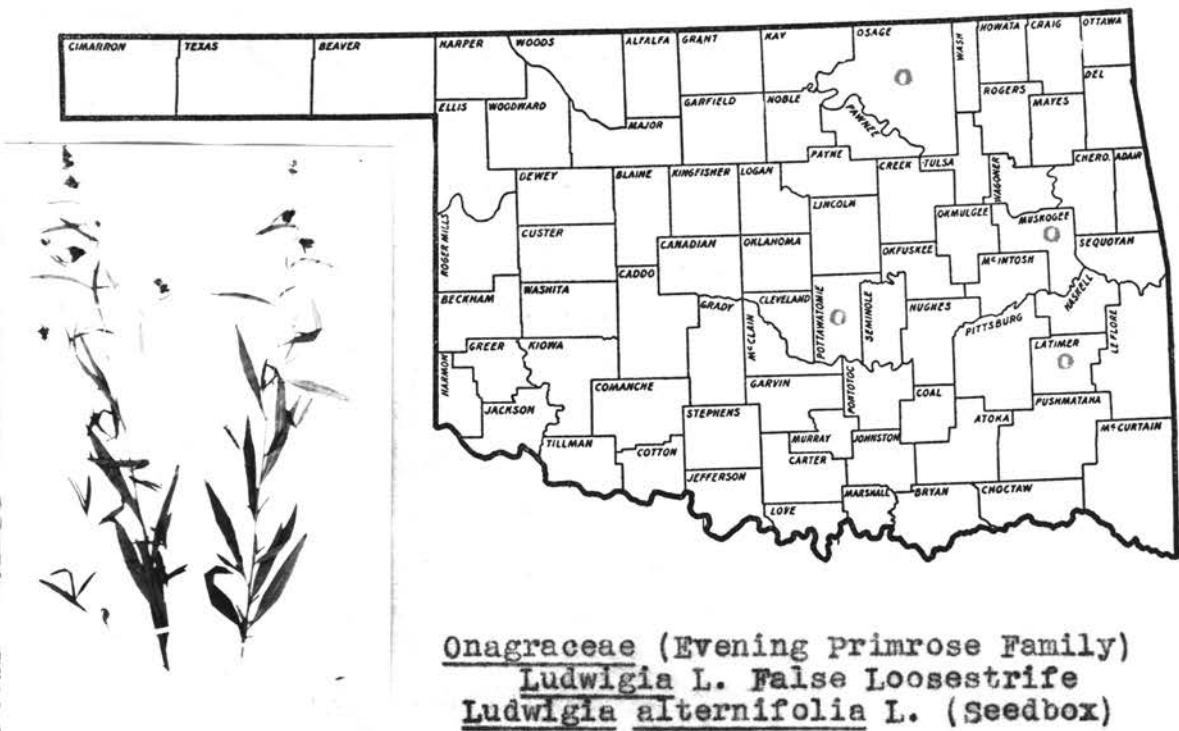 CIMARRON TEXAS BEAVER HARPER WOODS ALFALFA GRANT KAY OSAGE WASH NOWATA CRAIG OTTAWA
ELLIS WOODWARD MAJOR GARFIELD NOBLE PAWNEE ROGERS MAYES DEL
DEWEY BLAINE KINGFISHER LOGAN PAYNE CREEK TULSA WAGONER CHERO. ADAIR
ROGER MILLS CUSTER CANADIAN OKLAHOMA LINCOLN OKFUSKEE OKMULGEE MUSKOGEE SEQUOYAH
BECKHAM WASHITA CADDO GRADY CLEVELAND POTTAWATOMIE SEMINOLE HUGHES McINTOSH HASKELL
HARMON GREER KIOWA COMANCHE McCLAIN GARVIN PONTOTOC COAL PITTSBURG LATIMER LE FLORE
JACKSON TILLMAN COTTON STEPHENS MURRAY JOHNSTON ATOKA PUSHMATAHA McCURTAIN
JEFFERSON CARTER LOVE MARSHALL BRYAN CHOCTAW
Onagraceae (Evening Primrose Family)
Ludwigia L. False Loosestrife
Ludwigia alternifolia L. (Seedbox)